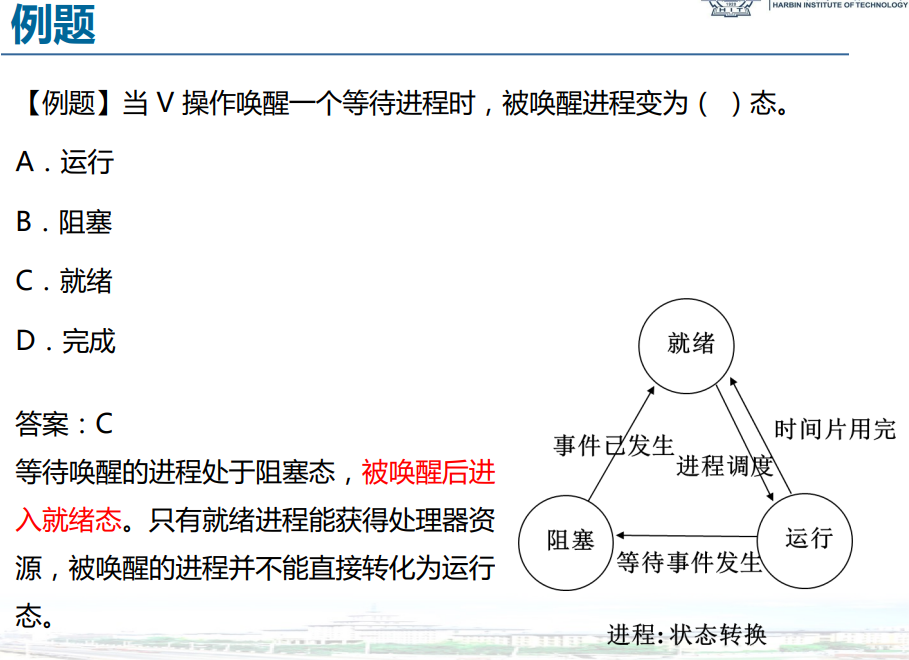 例题
HARBIN INSTITUTE OF TECHNOLOGY
HIT
【例题】当 V 操作唤醒一个等待进程时，被唤醒进程变为（ ）态。
A．运行
B．阻塞
C．就绪
D．完成
答案：C
等待唤醒的进程处于阻塞态，被唤醒后进
入就绪态。只有就绪进程能获得处理器资
源，被唤醒的进程并不能直接转化为运行
态。
就绪
事件已发生
进程调度
时间片用完
阻塞
运行
等待事件发生
进程：状态转换